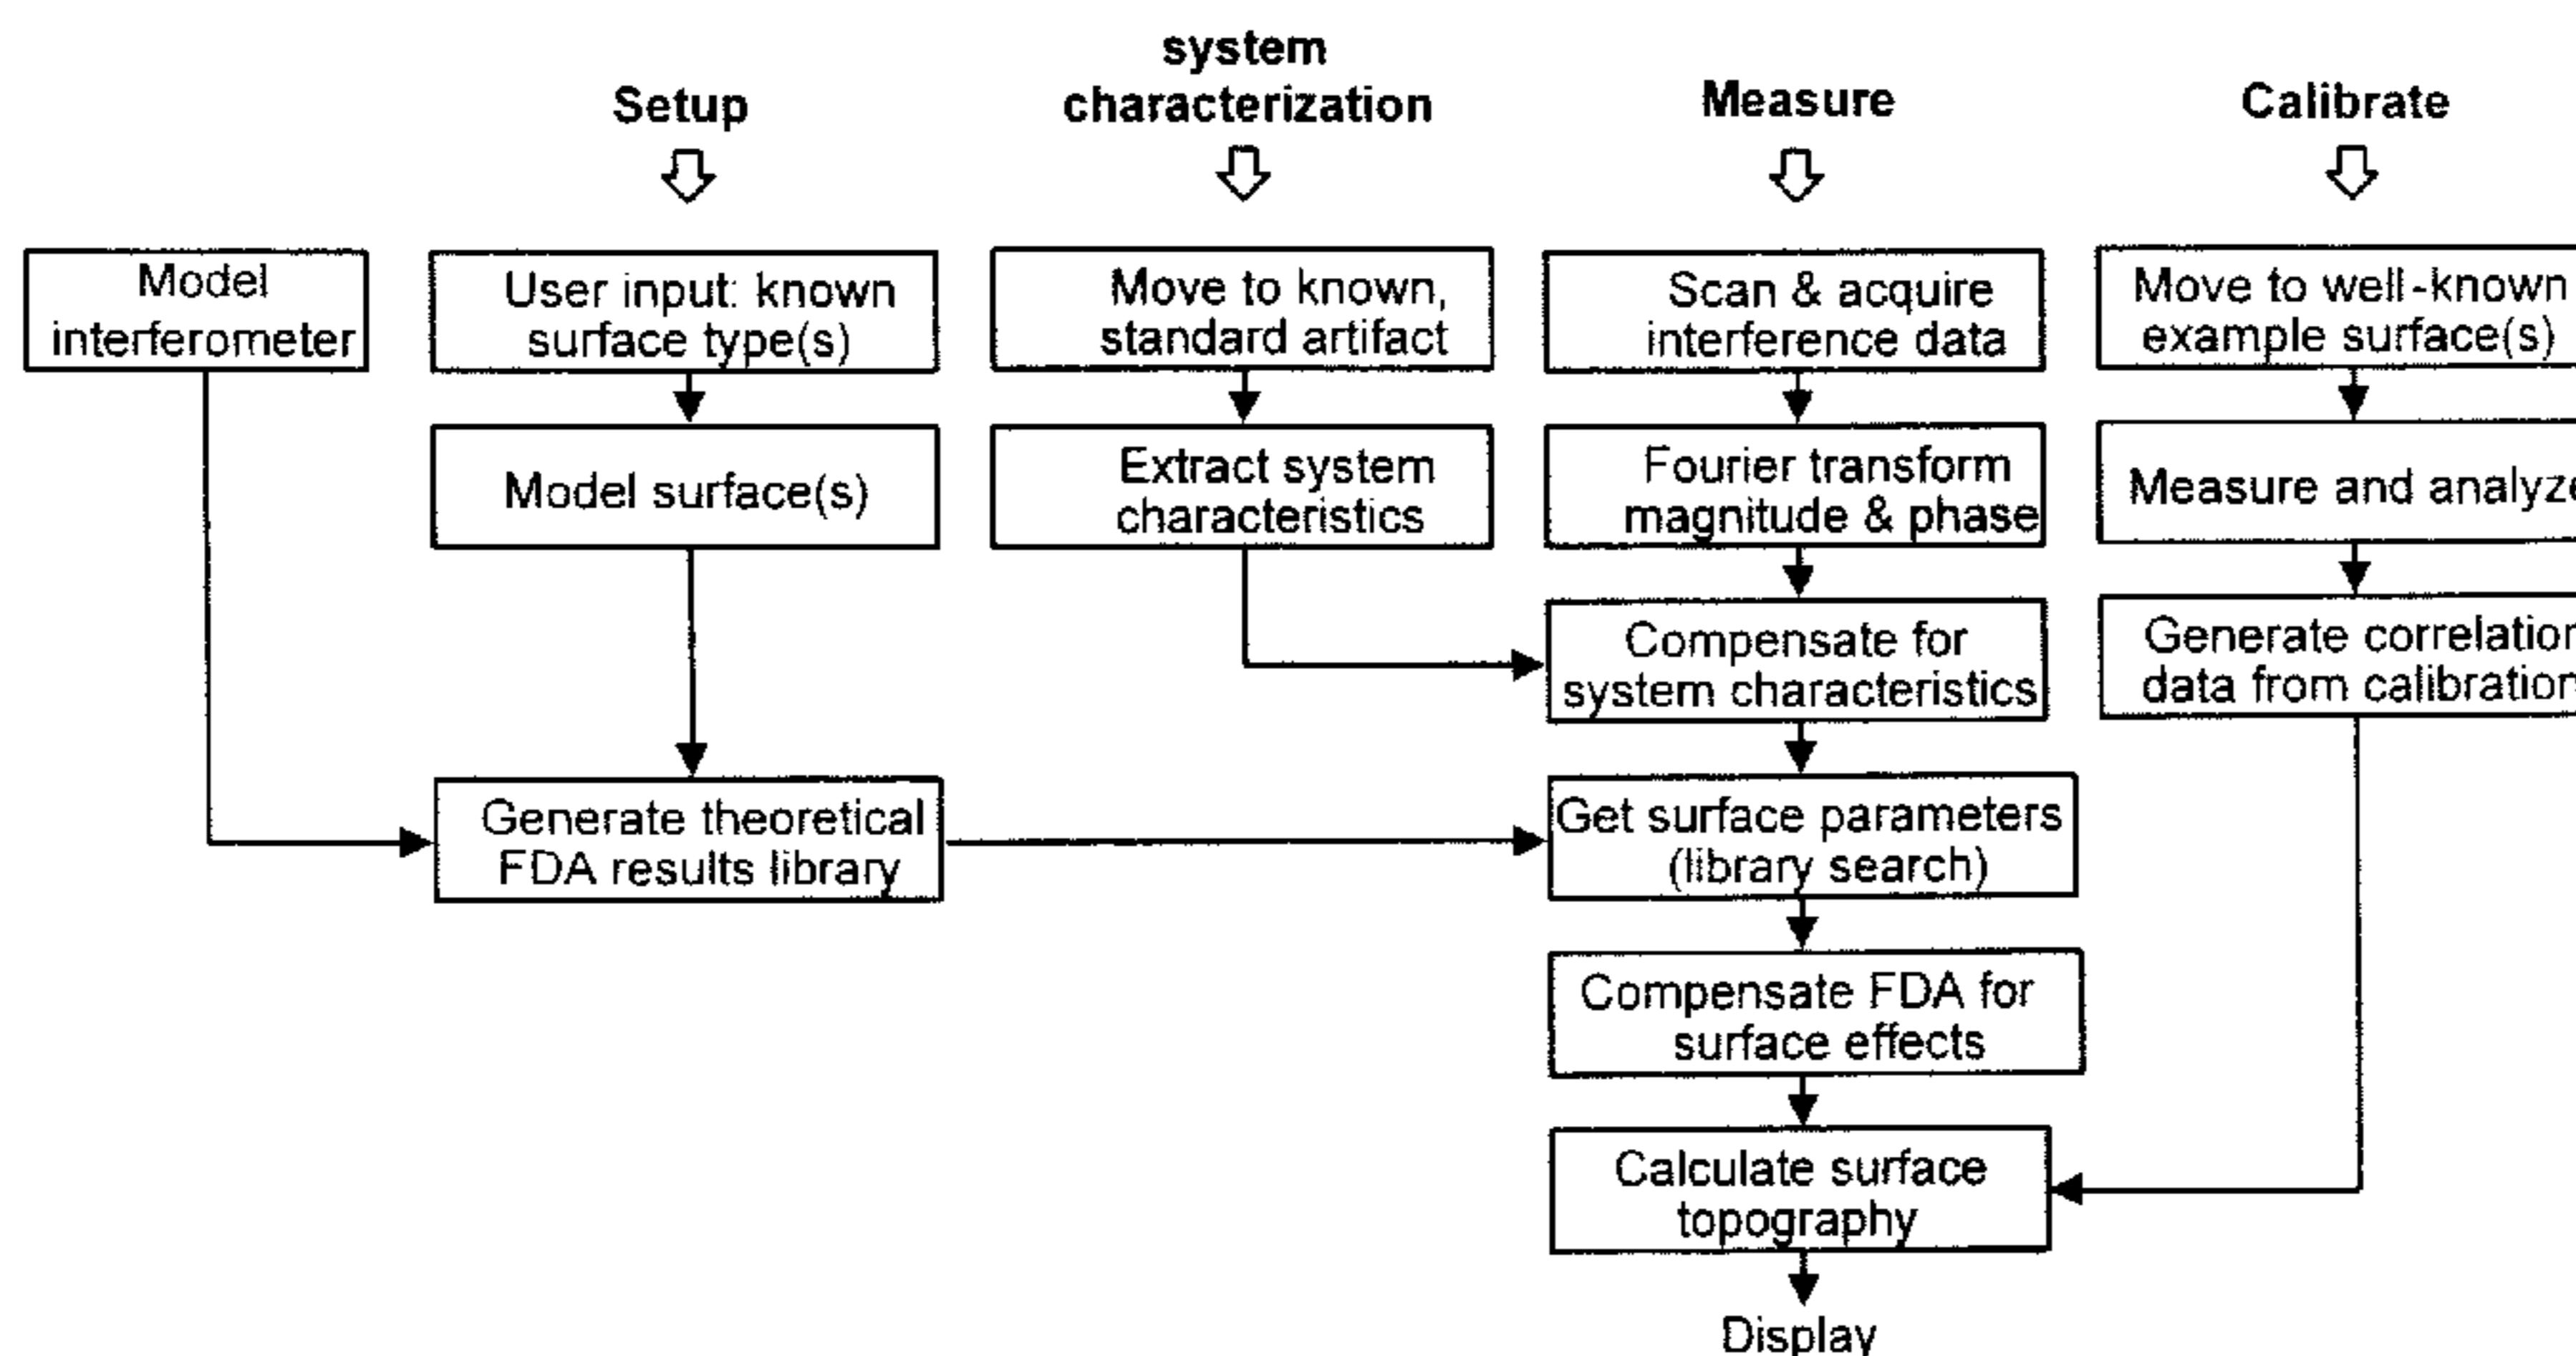 Setup
system
characterization
Measure
Calibrate
Model
interferometer
User input: known
surface type(s)
Model surface(s)
Generate theoretical
FDA results library
Move to known,
standard artifact
Extract system
characteristics
Scan & acquire
interference data
Fourier transform
magnitude & phase
Compensate for
system characteristics
Get surface parameters
(library search)
Compensate FDA for
surface effects
Calculate surface
topography
Display
Move to well-known
example surface(s)
Measure and analyze
Generate correlation
data from calibration